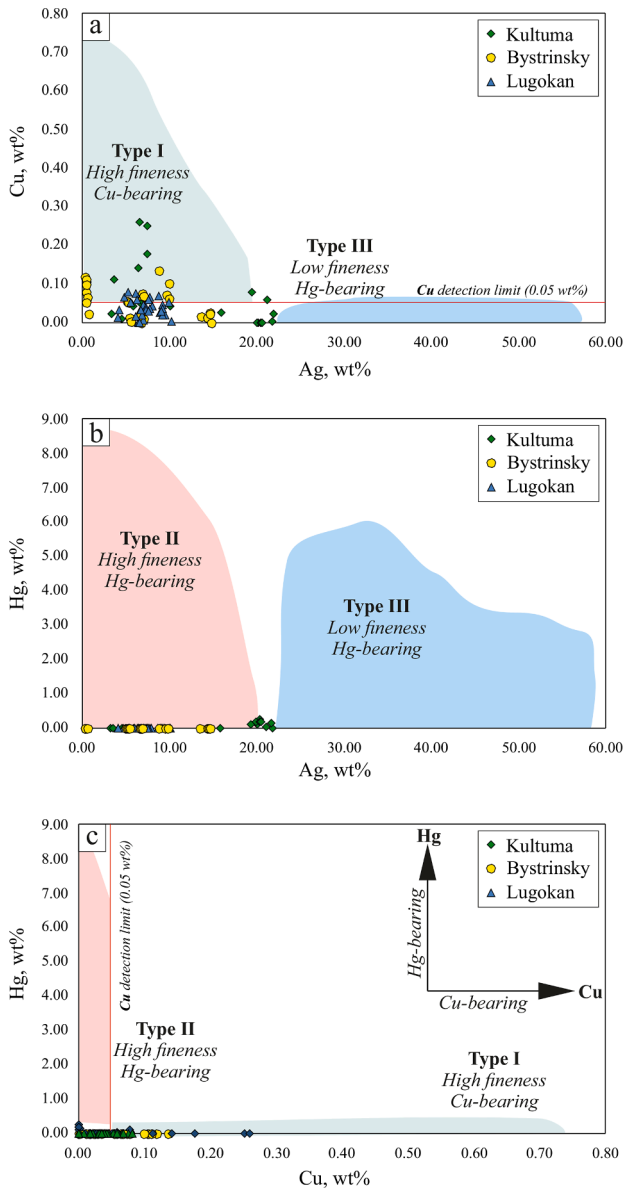 a
0.80
0.70
0.60
0.50
0.40
0.30
0.20
0.10
0.00
Cu, wt%
Kultuma
Bystrinsky
Lugokan
Type I
High fineness
Cu-bearing
Type III
Low fineness
Hg-bearing
Cu detection limit (0.05 wt%)
0.00 10.00 20.00 30.00 40.00 50.00 60.00
Ag, wt%
b
9.00
8.00
7.00
6.00
5.00
4.00
3.00
2.00
1.00
0.00
Hg, wt%
Kultuma
Bystrinsky
Lugokan
Type II
High fineness
Hg-bearing
Type III
Low fineness
Hg-bearing
0.00 10.00 20.00 30.00 40.00 50.00 60.00
Ag, wt%
c
9.00
8.00
7.00
6.00
5.00
4.00
3.00
2.00
1.00
0.00
Hg, wt%
Cu detection limit (0.05 wt%)
Hg
Hg-bearing
Cu-bearing
Cu
Kultuma
Bystrinsky
Lugokan
Type II
High fineness
Hg-bearing
Type I
High fineness
Cu-bearing
0.00 0.10 0.20 0.30 0.40 0.50 0.60 0.70 0.80
Cu, wt%